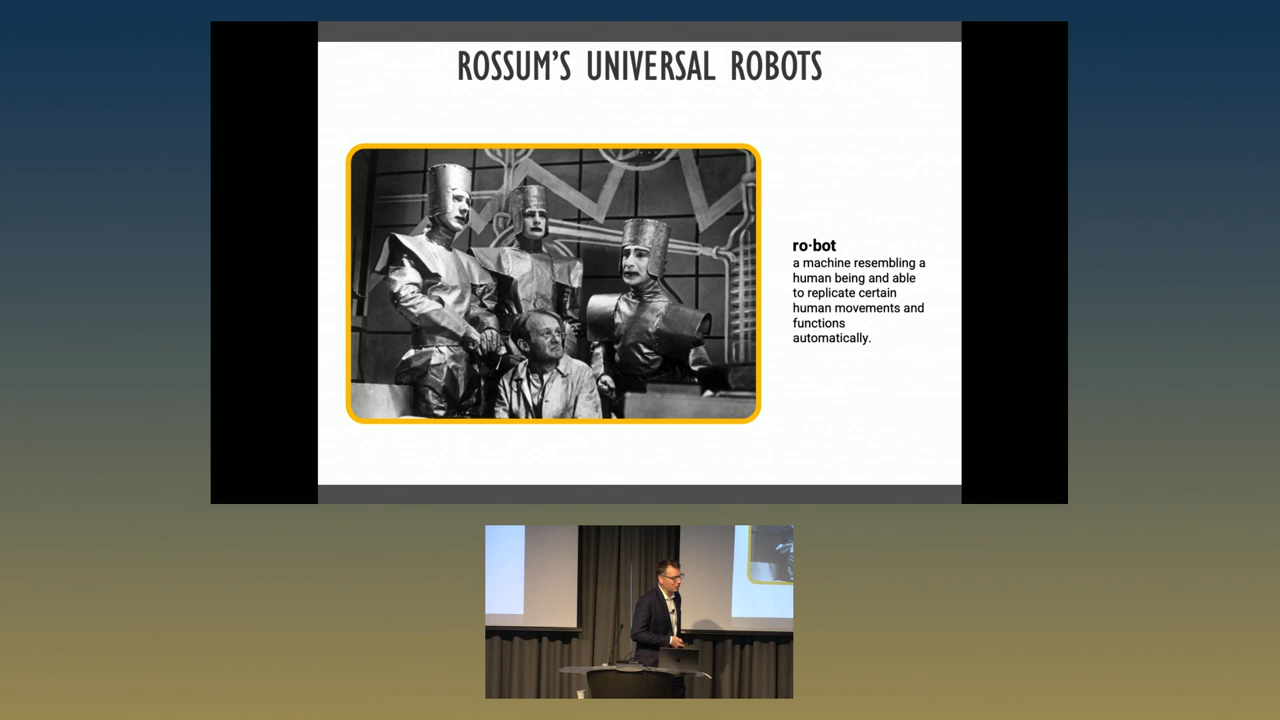 ROSSUM'S UNIVERSAL ROBOTS
ro·bot
a machine resembling a
human being and able
to replicate certain
human movements and
functions
automatically.